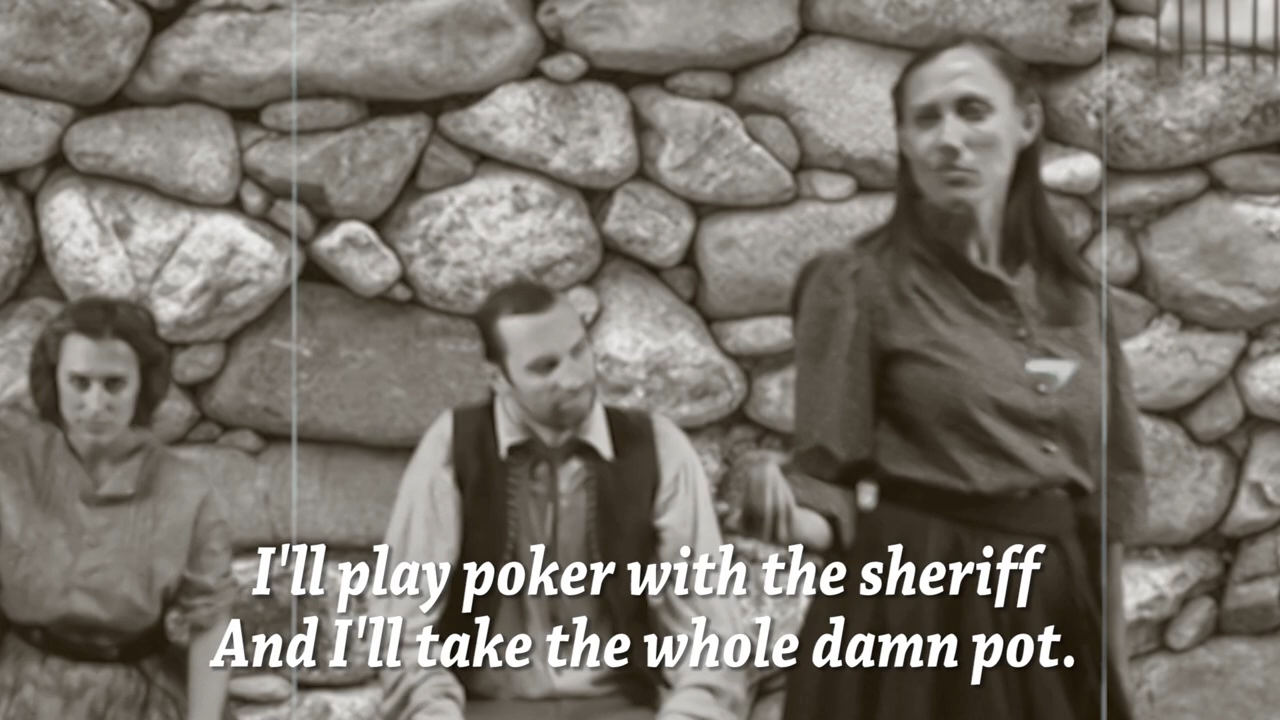 I'll play poker with the sheriff
And I'll take the whole damn pot.